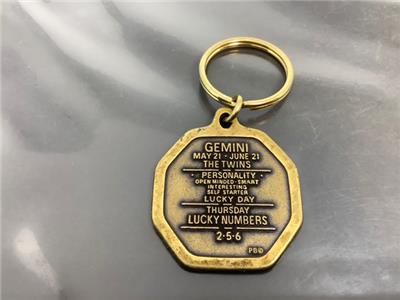 GEMINI
MAY 21 · JUNE 21
THE TWINS
PERSONALITY
OPEN MINDED · SMART
INTERESTING
SELF STARTER
LUCKY DAY
THURSDAY
LUCKY NUMBERS
2·5·6